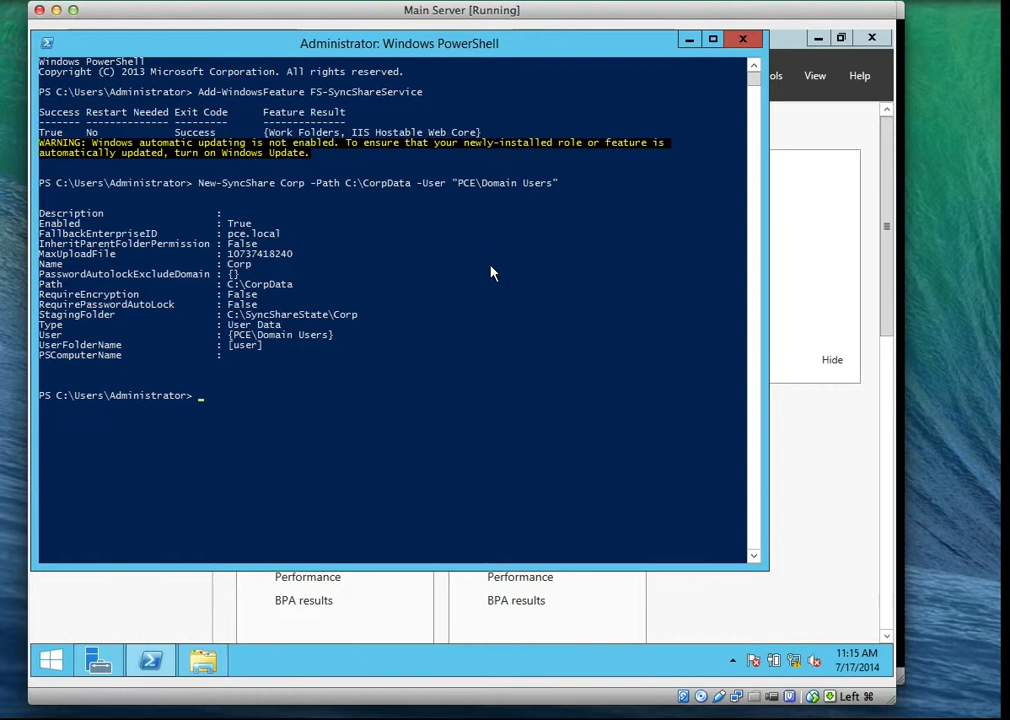 Main Server [Running]
Administrator: Windows PowerShell
ols View Help
Windows PowerShell
Copyright (C) 2013 Microsoft Corporation. All rights reserved.
PS C:\Users\Administrator> Add-WindowsFeature FS-SyncShareService
Success Restart Needed Exit Code Feature Result
------- -------------- --------- --------------
True No Success {Work Folders, IIS Hostable Web Core}
WARNING: Windows automatic updating is not enabled. To ensure that your newly-installed role or feature is
automatically updated, turn on Windows Update.
PS C:\Users\Administrator> New-SyncShare Corp -Path C:\CorpData -User "PCE\Domain Users"
Description :
Enabled : True
FallbackEnterpriseID : pce.local
InheritParentFolderPermission : False
MaxUploadFile : 10737418240
Name : Corp
PasswordAutolockExcludeDomain : {}
Path : C:\CorpData
RequireEncryption : False
RequirePasswordAutoLock : False
StagingFolder : C:\SyncShareState\Corp
Type : User Data
User : {PCE\Domain Users}
UserFolderName : [user]
PSComputerName :
Hide
PS C:\Users\Administrator> _
Performance Performance
BPA results BPA results
11:15 AM
7/17/2014
Left ⌘